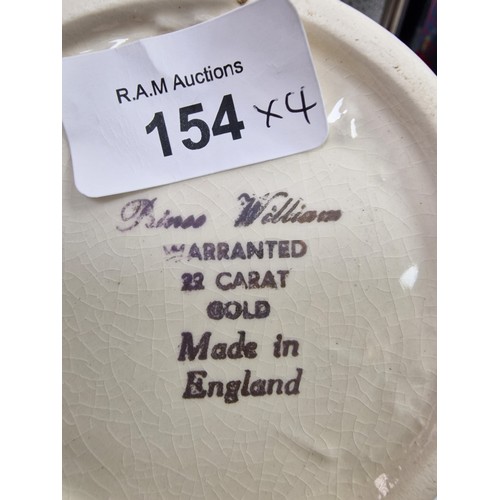 R.A.M Auctions
154 x4
Prince William
WARRANTED
22 CARAT
GOLD
Made in
England